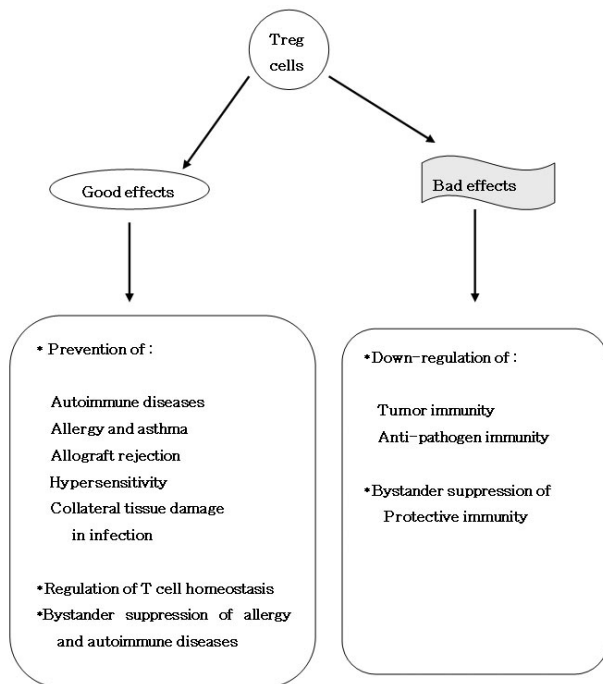 Treg
cells
Good effects
Bad effects
* Prevention of :
Autoimmune diseases
Allergy and asthma
Allograft rejection
Hypersensitivity
Collateral tissue damage
in infection
*Regulation of T cell homeostasis
*Bystander suppression of allergy
and autoimmune diseases
*Down-regulation of :
Tumor immunity
Anti-pathogen immunity
*Bystander suppression of
Protective immunity